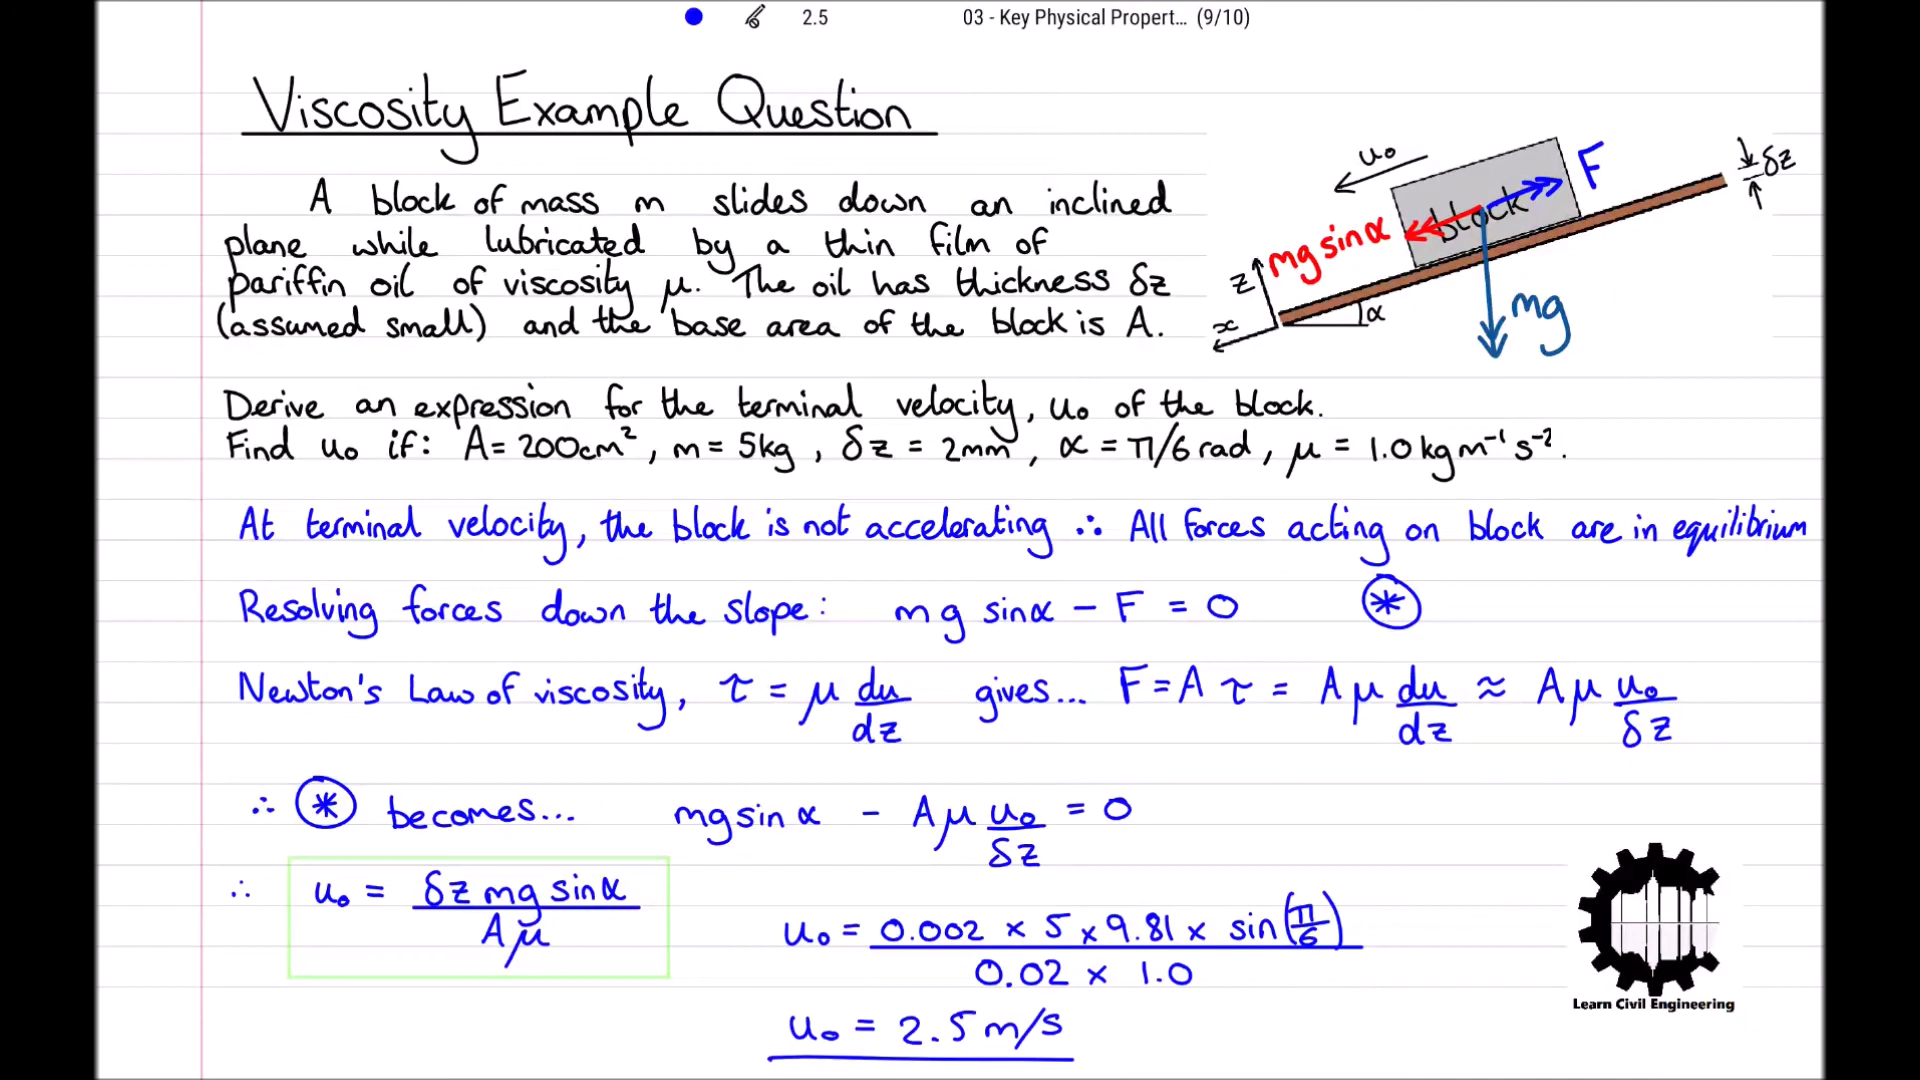 2.5 03 - Key Physical Propert... (9/10)
Viscosity Example Question
A block of mass m slides down an inclined
plane while lubricated by a thin film of
pariffin oil of viscosity μ. The oil has thickness δz
(assumed small) and the base area of the block is A.
u₀
block
F
δz
mg sinα
z
x
α
mg
Derive an expression for the terminal velocity, u₀ of the block.
Find u₀ if: A = 200cm², m = 5kg, δz = 2mm, α = π/6 rad, μ = 1.0 kg m⁻¹ s⁻².
At terminal velocity, the block is not accelerating ∴ All forces acting on block are in equilibrium
Resolving forces down the slope: mg sinα - F = 0 *
Newton's Law of viscosity, τ = μ du/dz gives... F = A τ = A μ du/dz ≈ A μ u₀/δz
∴ * becomes... mg sin α - A μ u₀/δz = 0
∴ u₀ = δz mg sinα / Aμ
u₀ = 0.002 × 5 × 9.81 × sin(π/6) / 0.02 × 1.0
u₀ = 2.5 m/s
Learn Civil Engineering